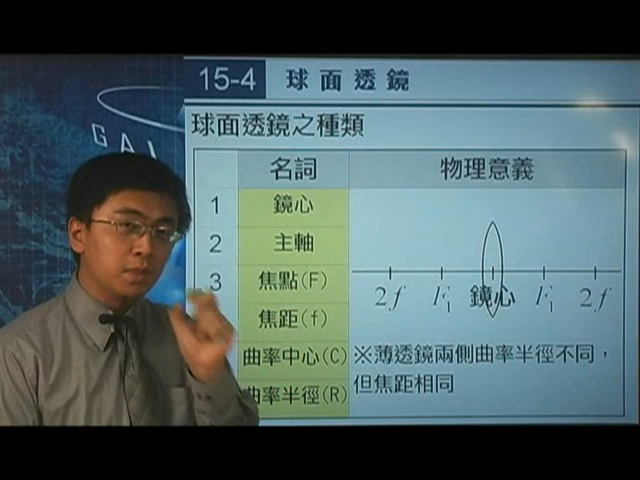 15-4 球面透鏡
GAL
球面透鏡之種類
名詞 物理意義
1 鏡心
2 主軸
3 焦點(F)
焦距(f)
曲率中心(C)
曲率半徑(R)
2f F₁ 鏡心 F₁ 2f
※薄透鏡兩側曲率半徑不同，
但焦距相同